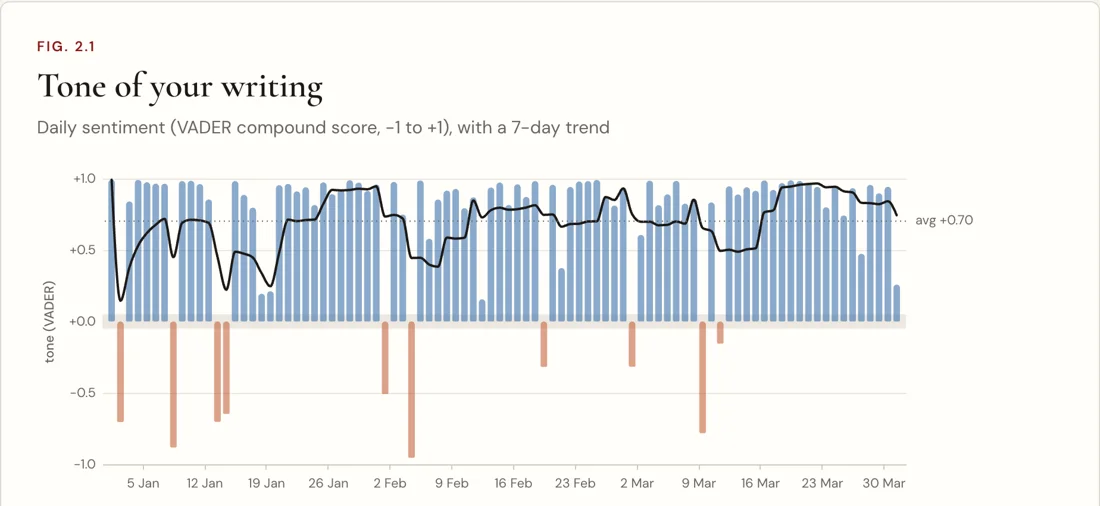 FIG. 2.1
Tone of your writing
Daily sentiment (VADER compound score, -1 to +1), with a 7-day trend
+1.0
avg +0.70
+0.5
tone (VADER)
+0.0
-0.5
-1.0
5 Jan 12 Jan 19 Jan 26 Jan 2 Feb 9 Feb 16 Feb 23 Feb 2 Mar 9 Mar 16 Mar 23 Mar 30 Mar